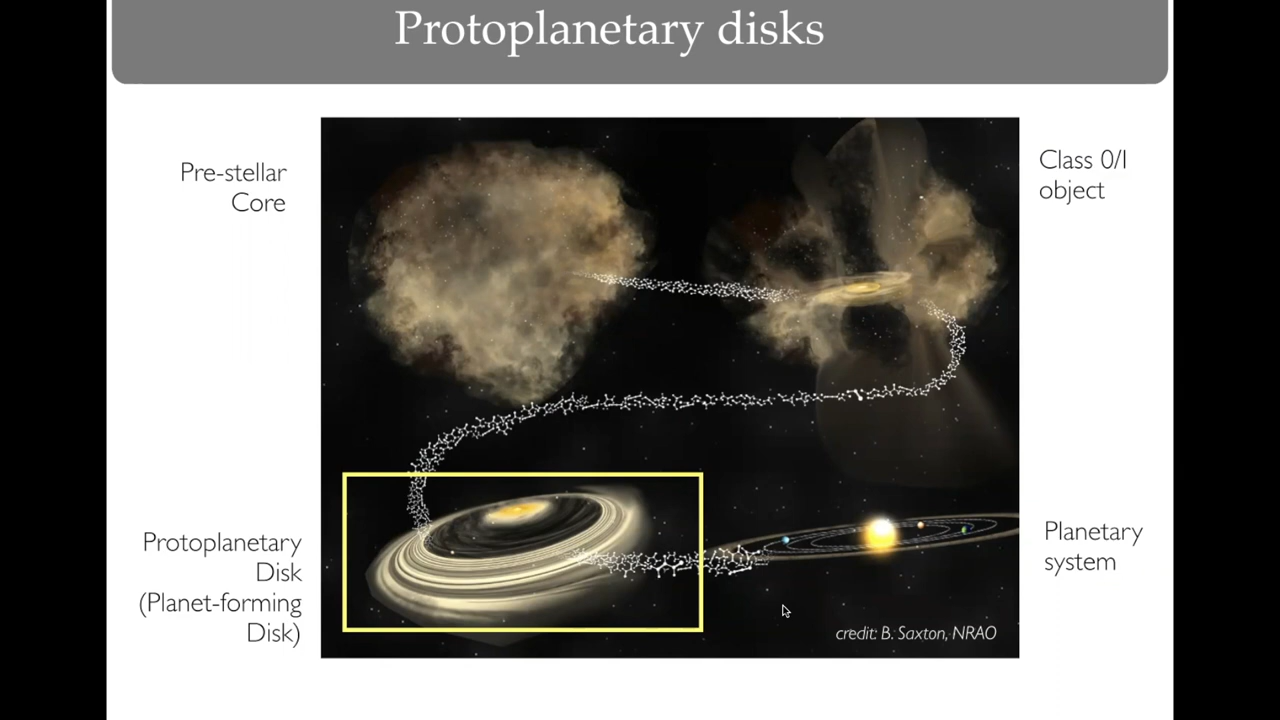 Protoplanetary disks
Pre-stellar
Core
Class 0/I
object
Protoplanetary
Disk
(Planet-forming
Disk)
Planetary
system
credit: B. Saxton, NRAO